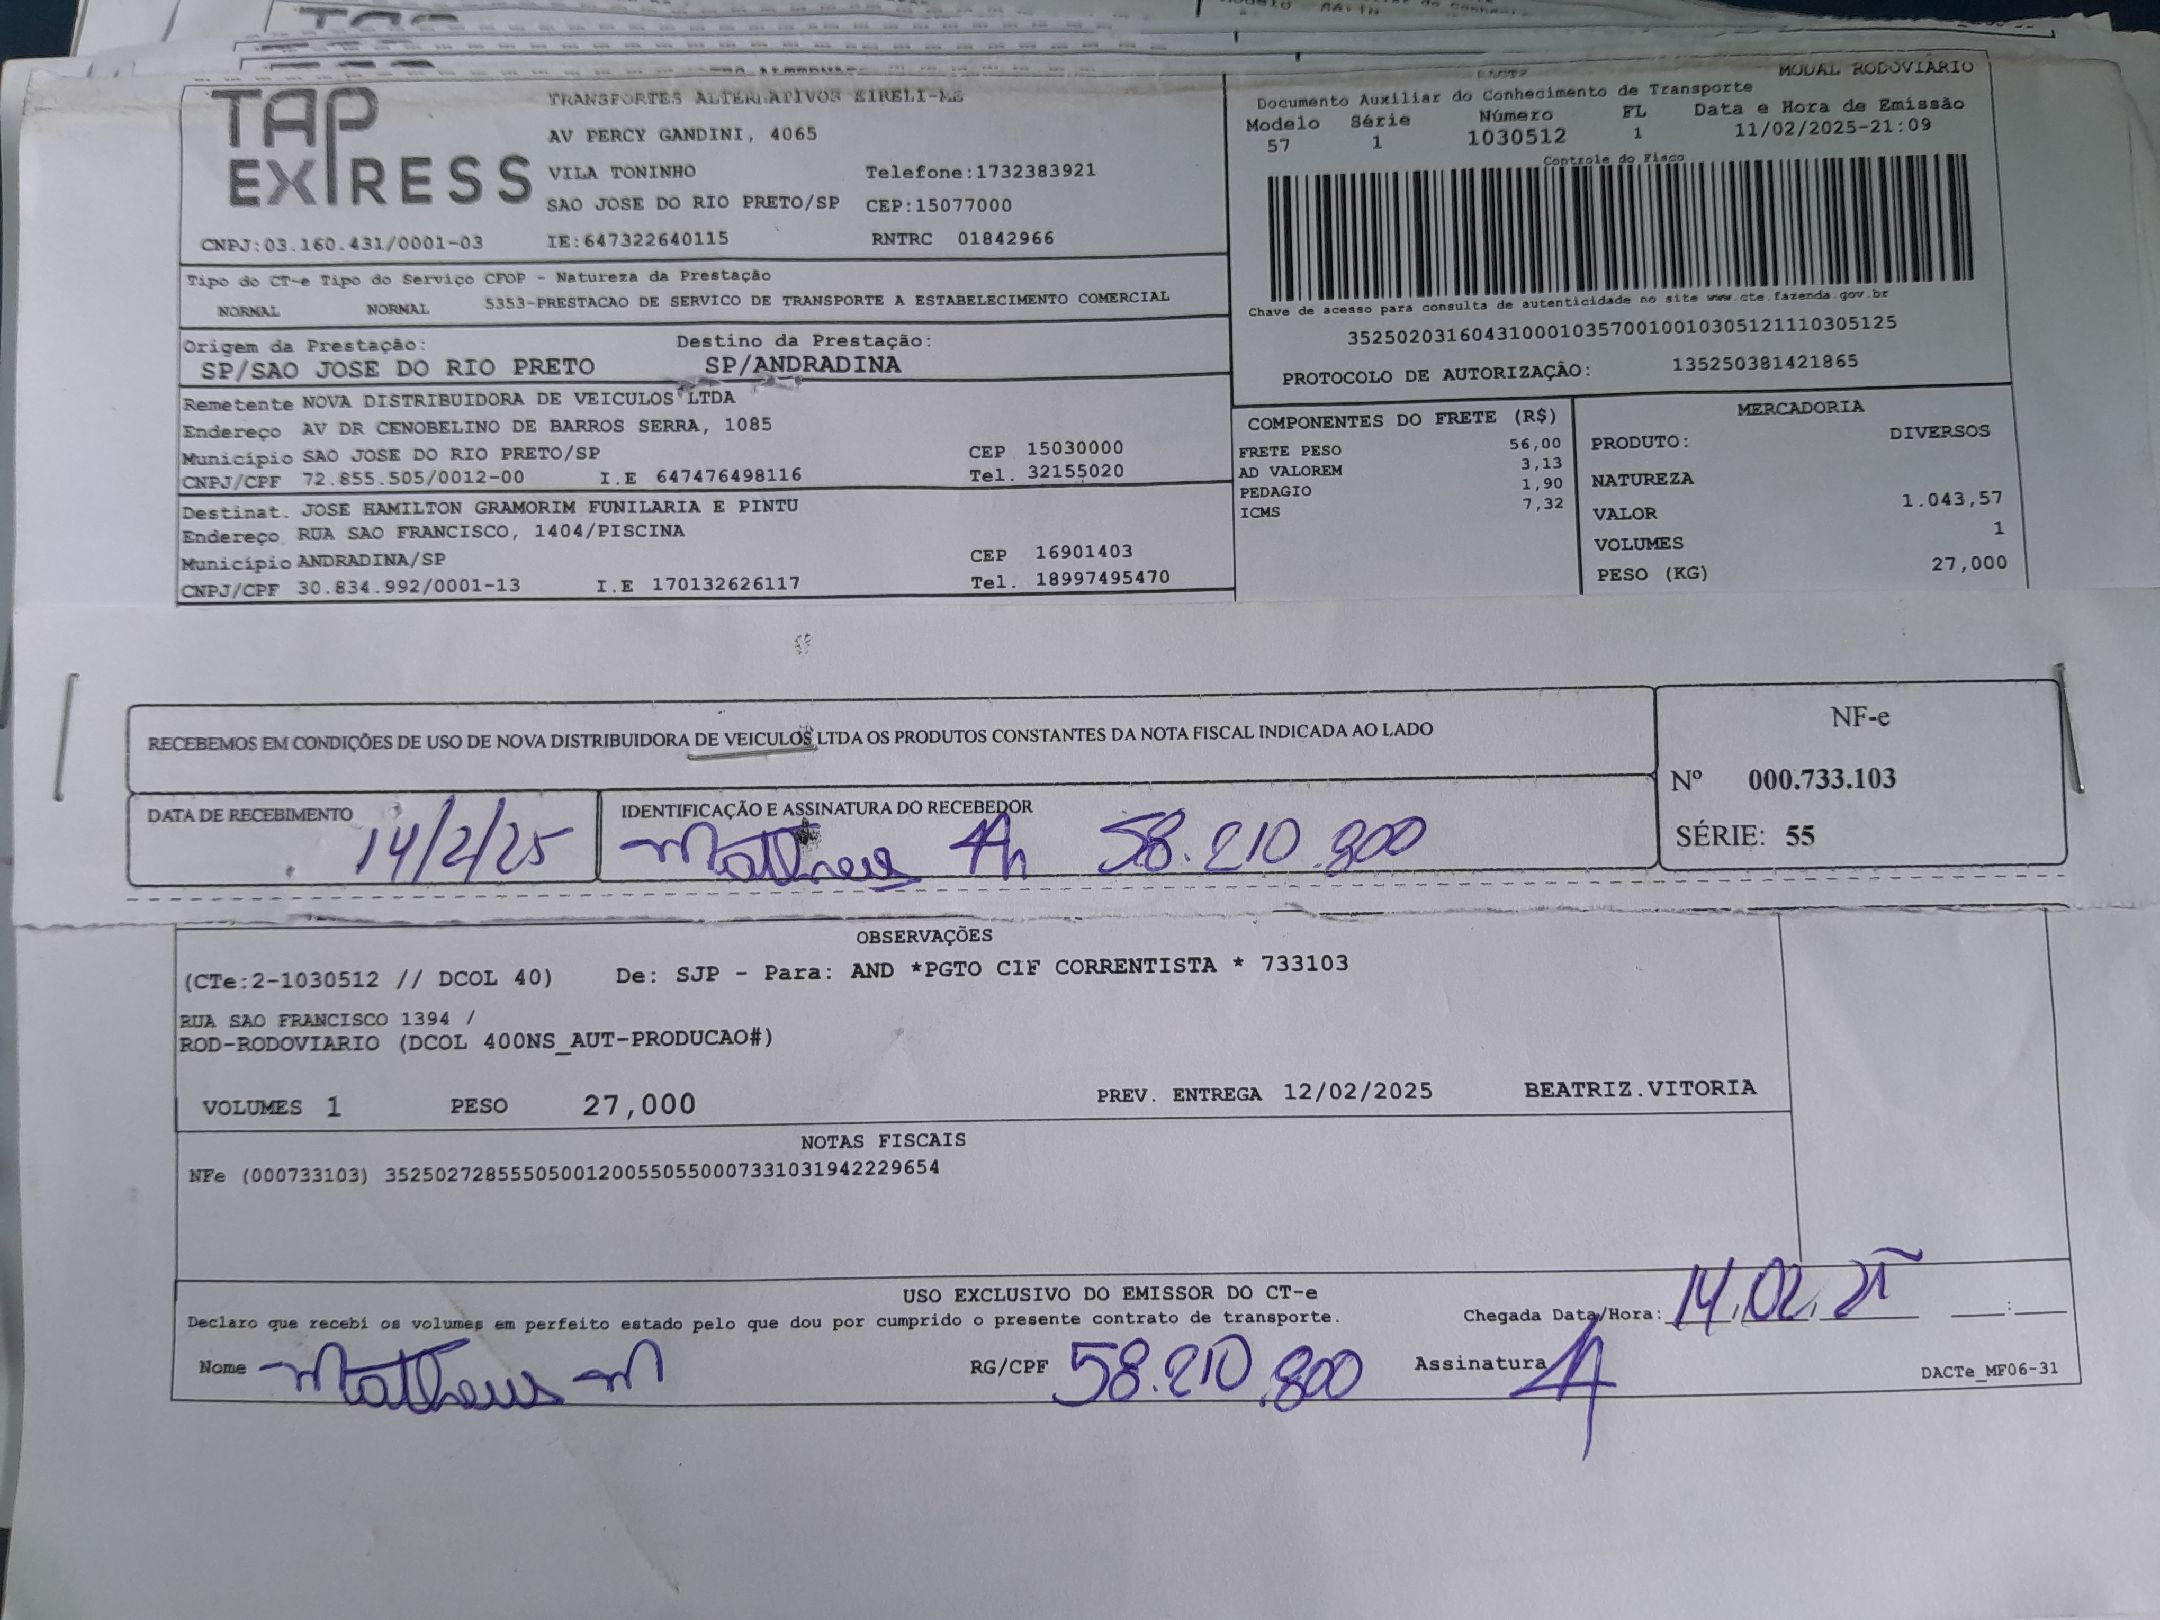 TAP
EXPRESS
TRANSPORTES ALTERNATIVOS EIRELI-ME
AV PERCY GANDINI, 4065
VILA TONINHO Telefone:1732383921
SAO JOSE DO RIO PRETO/SP CEP:15077000
CNPJ:03.160.431/0001-03 IE:647322640115 RNTRC 01842966
MODAL RODOVIÁRIO
Documento Auxiliar do Conhecimento de Transporte
Modelo Série Número FL Data e Hora de Emissão
57 1 1030512 1 11/02/2025-21:09
Controle do Fisco
Chave de acesso para consulta de autenticidade no site www.cte.fazenda.gov.br
35250203160431000103570010010305121110305125
PROTOCOLO DE AUTORIZAÇÃO: 135250381421865
Tipo do CT-e Tipo do Serviço CFOP - Natureza da Prestação
NORMAL NORMAL 5353-PRESTACAO DE SERVICO DE TRANSPORTE A ESTABELECIMENTO COMERCIAL
Origem da Prestação: Destino da Prestação:
SP/SAO JOSE DO RIO PRETO SP/ANDRADINA
Remetente NOVA DISTRIBUIDORA DE VEICULOS LTDA
Endereço AV DR CENOBELINO DE BARROS SERRA, 1085
Município SAO JOSE DO RIO PRETO/SP CEP 15030000
CNPJ/CPF 72.855.505/0012-00 I.E 647476498116 Tel. 32155020
Destinat. JOSE HAMILTON GRAMORIM FUNILARIA E PINTU
Endereço RUA SAO FRANCISCO, 1404/PISCINA
Município ANDRADINA/SP CEP 16901403
CNPJ/CPF 30.834.992/0001-13 I.E 170132626117 Tel. 18997495470
COMPONENTES DO FRETE (R$)
FRETE PESO 56,00
AD VALOREM 3,13
PEDAGIO 1,90
ICMS 7,32
MERCADORIA
PRODUTO: DIVERSOS
NATUREZA
VALOR 1.043,57
VOLUMES 1
PESO (KG) 27,000
RECEBEMOS EM CONDIÇÕES DE USO DE NOVA DISTRIBUIDORA DE VEICULOS LTDA OS PRODUTOS CONSTANTES DA NOTA FISCAL INDICADA AO LADO
DATA DE RECEBIMENTO 14/2/25
IDENTIFICAÇÃO E ASSINATURA DO RECEBEDOR
Matheus 58.210.800
NF-e
Nº 000.733.103
SÉRIE: 55
OBSERVAÇÕES
(CTe:2-1030512 // DCOL 40) De: SJP - Para: AND *PGTO CIF CORRENTISTA * 733103
RUA SAO FRANCISCO 1394 /
ROD-RODOVIARIO (DCOL 400NS_AUT-PRODUCAO#)
VOLUMES 1 PESO 27,000 PREV. ENTREGA 12/02/2025 BEATRIZ.VITORIA
NOTAS FISCAIS
NFe (000733103) 35250272855505001200550550007331031942229654
USO EXCLUSIVO DO EMISSOR DO CT-e
Declaro que recebi os volumes em perfeito estado pelo que dou por cumprido o presente contrato de transporte. Chegada Data/Hora: 14,02,25 __:__
Nome Matheus M RG/CPF 58.210.800 Assinatura
DACTe_MF06-31